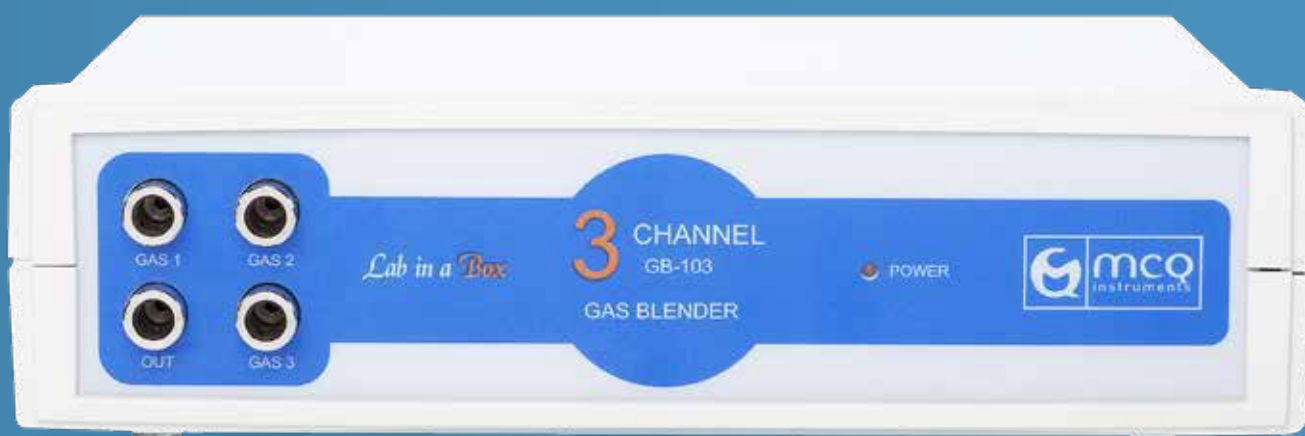 GAS 1
GAS 2
OUT
GAS 3
Lab in a Box
3 CHANNEL
GB-103
GAS BLENDER
POWER
mcq
instruments